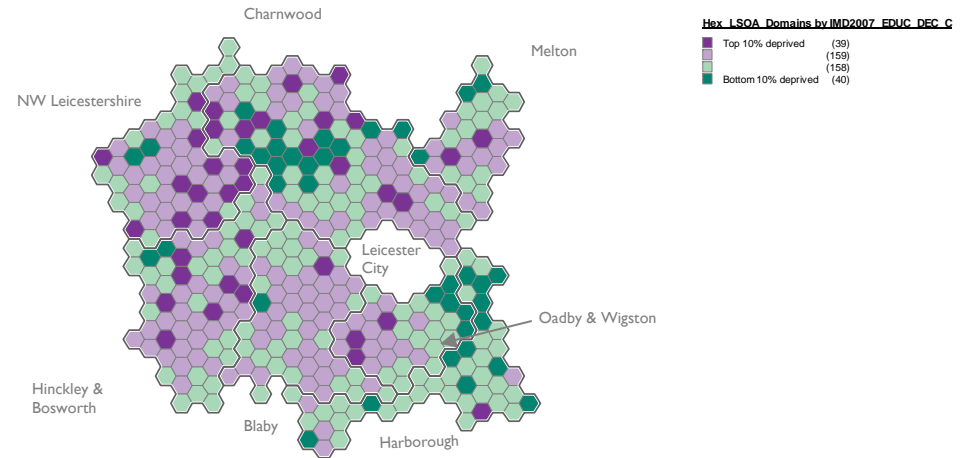 Charnwood
Hex_LSOA_Domains by IMD2007_EDUC_DEC_C
Top 10% deprived (39)
(159)
(158)
Bottom 10% deprived (40)
Melton
NW Leicestershire
Leicester
City
Oadby & Wigston
Hinckley &
Bosworth
Blaby
Harborough